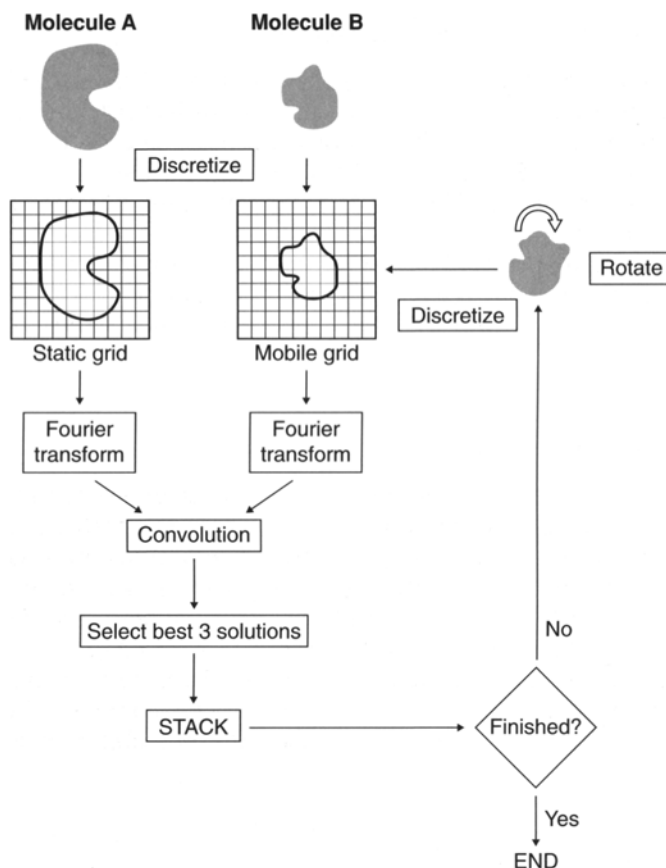 Molecule A
Molecule B
Discretize
Rotate
Discretize
Static grid
Mobile grid
Fourier
transform
Fourier
transform
Convolution
Select best 3 solutions
No
STACK
Finished?
Yes
END